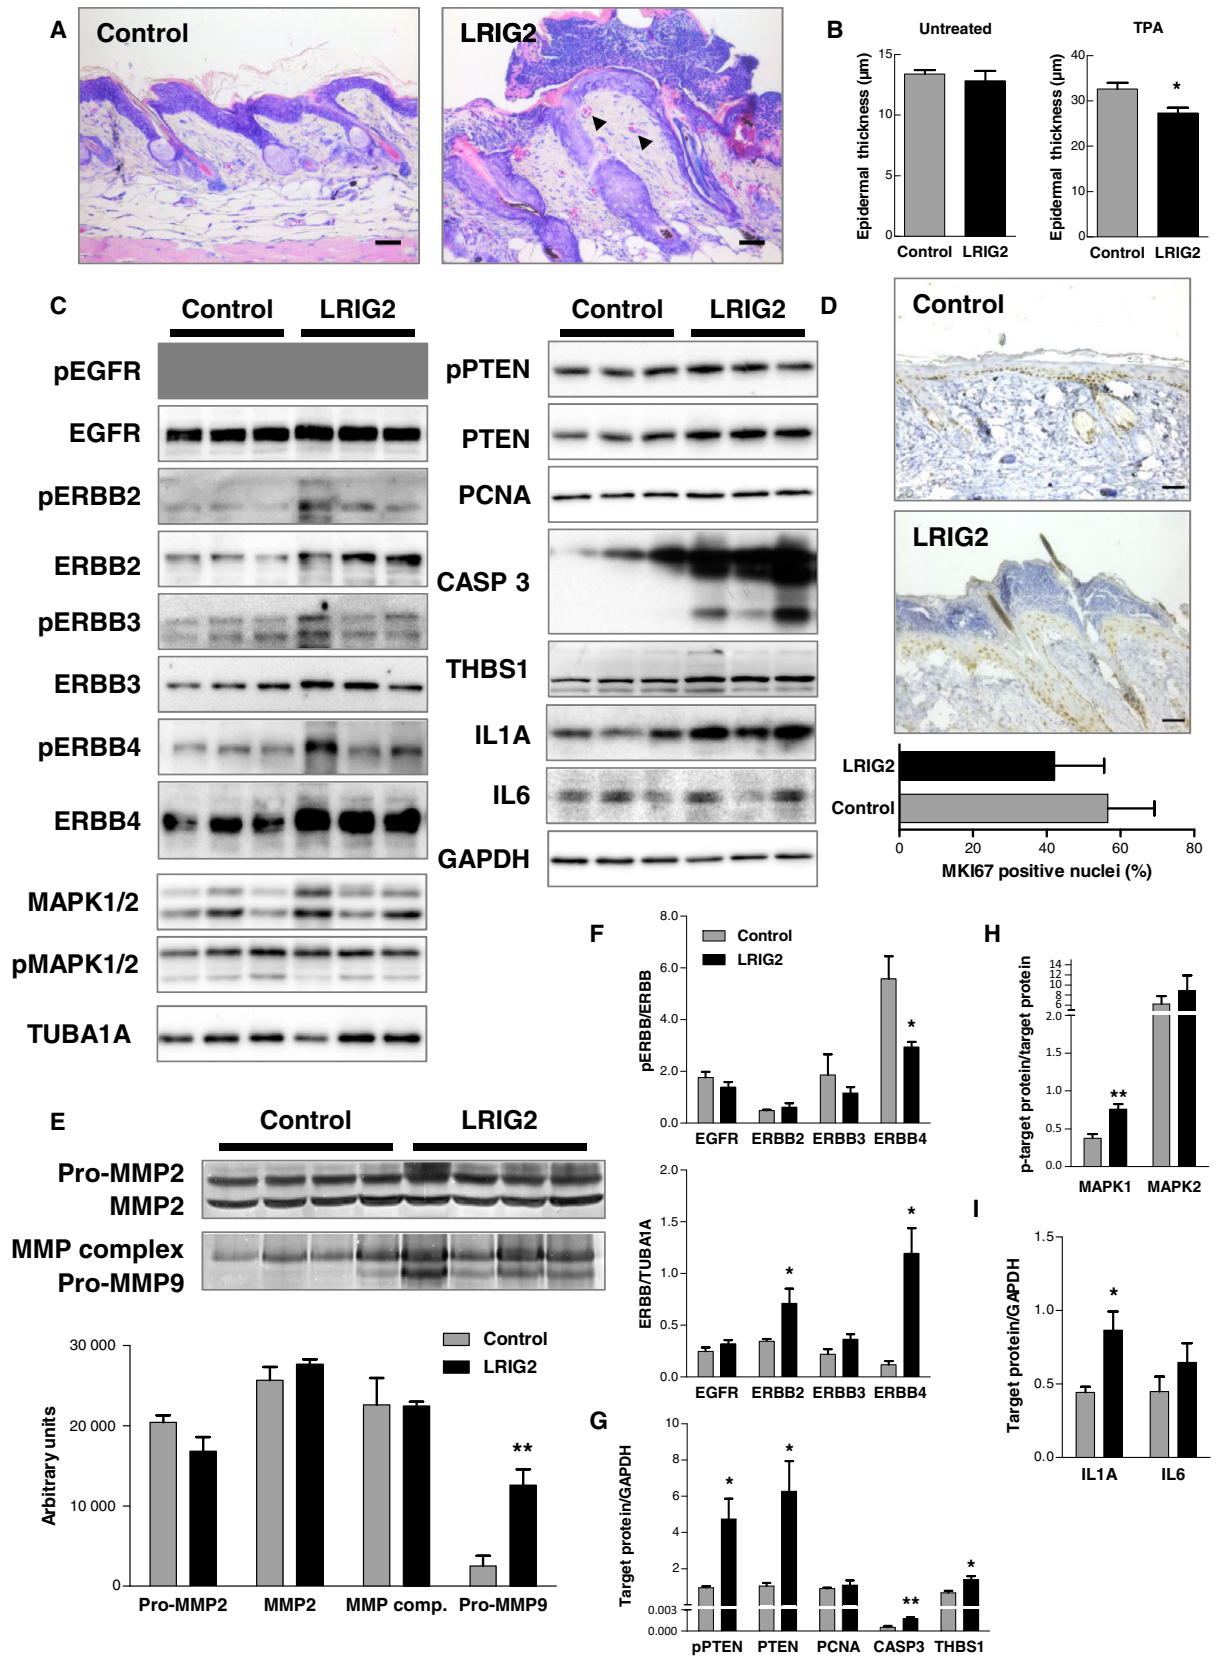 A
Control
LRIG2
B
Untreated
Epidermal thickness (µm)
15
10
5
0
Control LRIG2
TPA
Epidermal thickness (µm)
40
30
20
10
0
*
Control LRIG2
C
Control LRIG2
pEGFR
EGFR
pERBB2
ERBB2
pERBB3
ERBB3
pERBB4
ERBB4
MAPK1/2
pMAPK1/2
TUBA1A
Control LRIG2
pPTEN
PTEN
PCNA
CASP 3
THBS1
IL1A
IL6
GAPDH
D
Control
LRIG2
LRIG2
Control
0 20 40 60 80
MKI67 positive nuclei (%)
E
Control LRIG2
Pro-MMP2
MMP2
MMP complex
Pro-MMP9
Control
LRIG2
Arbitrary units
30 000
20 000
10 000
0
**
Pro-MMP2 MMP2 MMP comp. Pro-MMP9
F
Control
LRIG2
pERBB/ERBB
8.0
6.0
4.0
2.0
0.0
*
EGFR ERBB2 ERBB3 ERBB4
ERBB/TUBA1A
2.0
1.5
1.0
0.5
0.0
* *
EGFR ERBB2 ERBB3 ERBB4
G
Target protein/GAPDH
10
8
6
4
2
0.003
0.000
* * ** *
pPTEN PTEN PCNA CASP3 THBS1
H
p-target protein/target protein
14
12
10
8
6
2.0
1.5
1.0
0.5
0.0
**
MAPK1 MAPK2
I
Target protein/GAPDH
1.5
1.0
0.5
0.0
*
IL1A IL6